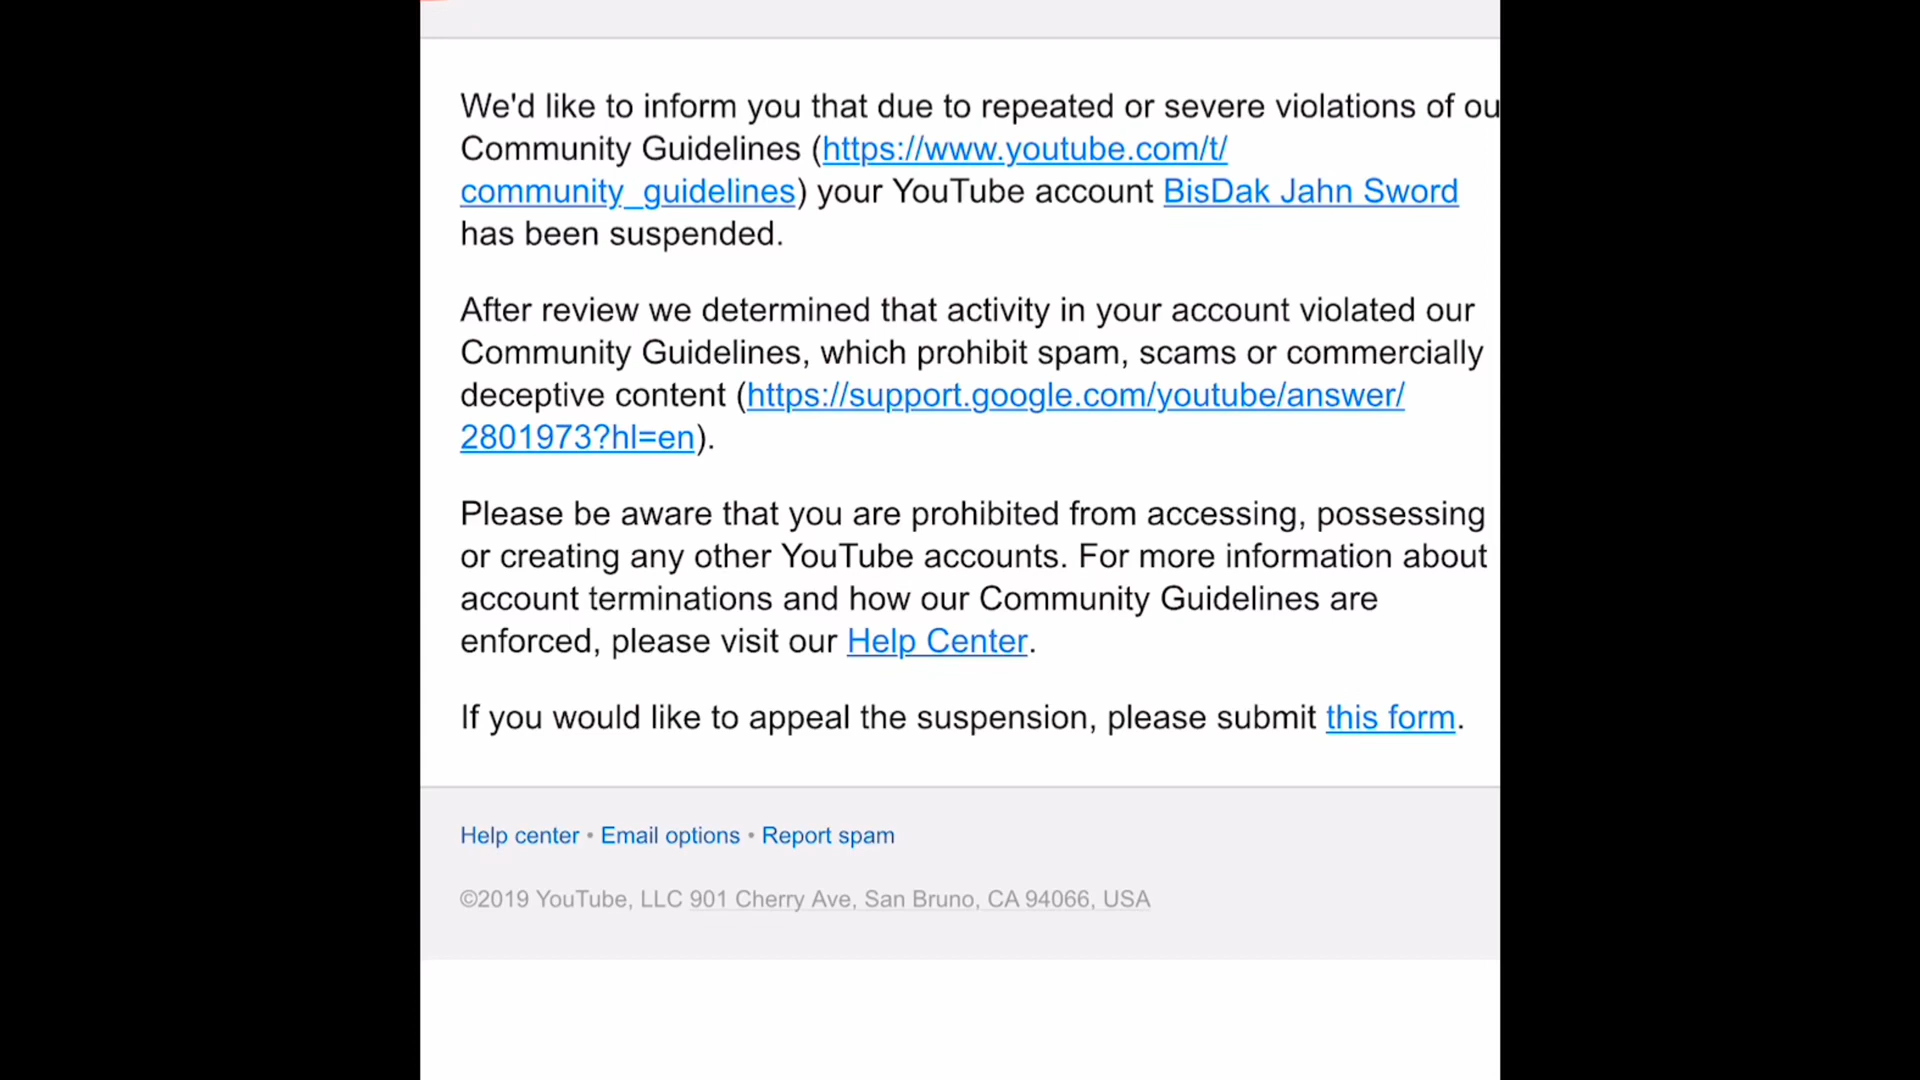 We'd like to inform you that due to repeated or severe violations of ou
Community Guidelines (https://www.youtube.com/t/
community_guidelines) your YouTube account BisDak Jahn Sword
has been suspended.
After review we determined that activity in your account violated our
Community Guidelines, which prohibit spam, scams or commercially
deceptive content (https://support.google.com/youtube/answer/
2801973?hl=en).
Please be aware that you are prohibited from accessing, possessing
or creating any other YouTube accounts. For more information about
account terminations and how our Community Guidelines are
enforced, please visit our Help Center.
If you would like to appeal the suspension, please submit this form.
Help center • Email options • Report spam
©2019 YouTube, LLC 901 Cherry Ave, San Bruno, CA 94066, USA